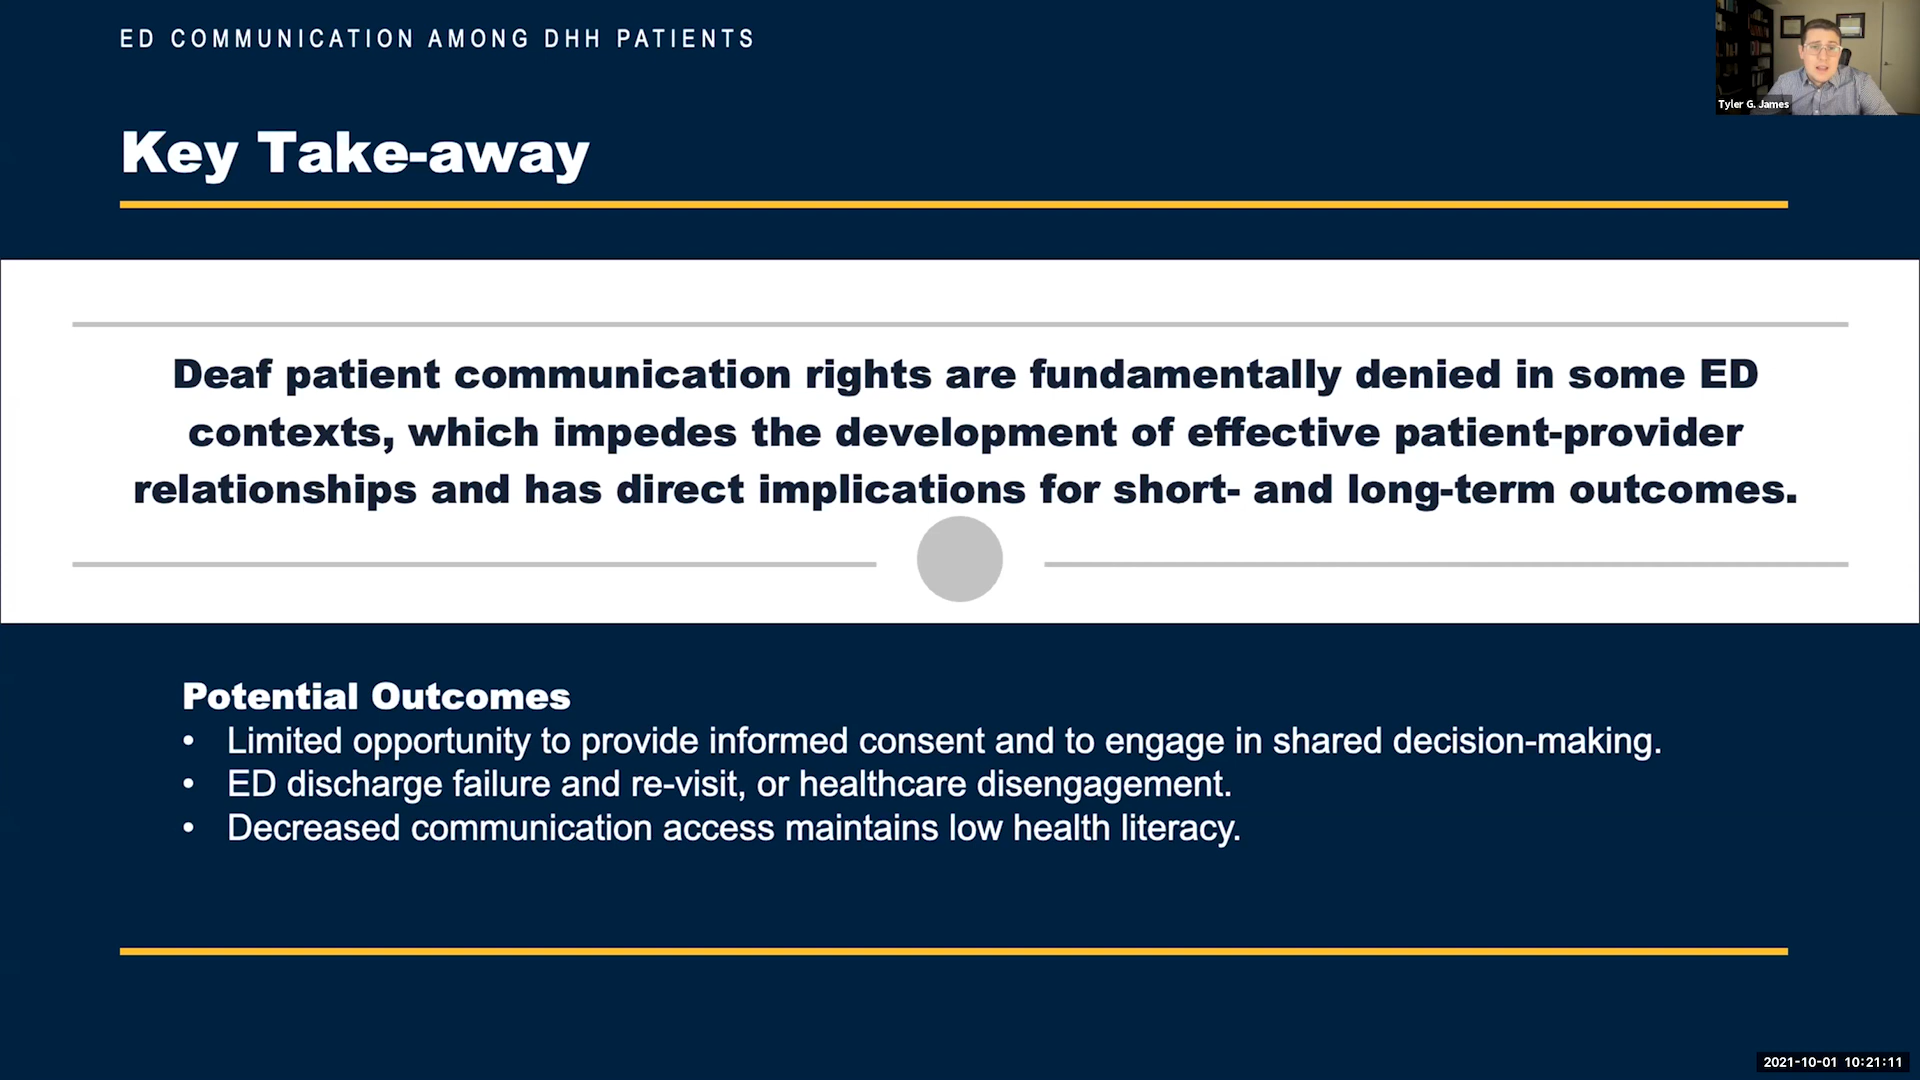 ED COMMUNICATION AMONG DHH PATIENTS
Tyler G. James
Key Take-away
Deaf patient communication rights are fundamentally denied in some ED
contexts, which impedes the development of effective patient-provider
relationships and has direct implications for short- and long-term outcomes.
Potential Outcomes
• Limited opportunity to provide informed consent and to engage in shared decision-making.
• ED discharge failure and re-visit, or healthcare disengagement.
• Decreased communication access maintains low health literacy.
2021-10-01 10:21:11